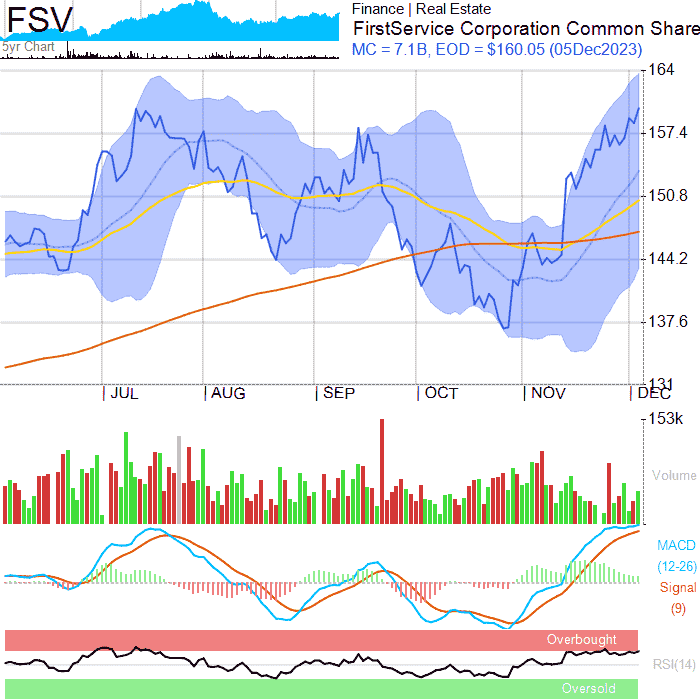 FSV
5yr Chart
Finance | Real Estate
FirstService Corporation Common Share
MC = 7.1B, EOD = $160.05 (05Dec2023)
164
157.4
150.8
144.2
137.6
131
JUL AUG SEP OCT NOV DEC
153k
Volume
MACD
(12-26)
Signal
(9)
Overbought
RSI(14)
Oversold